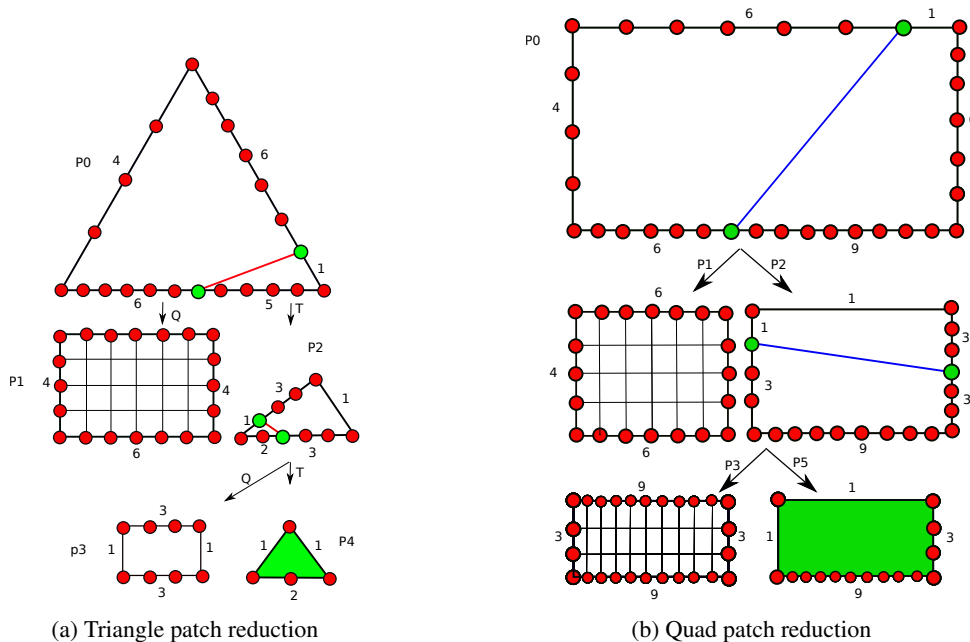 6 1
P0
4
6 9
P1 P2
6 1
1 3
4
3 3
6 9
P3 P5
9 1
3 3 1 3
9
(b) Quad patch reduction
P0 4 6
1
6 5
Q T
P2
P1 4 4 3 1
1
6 2 3
Q T
3
p3 1 1 1 1 P4
3 2
(a) Triangle patch reduction